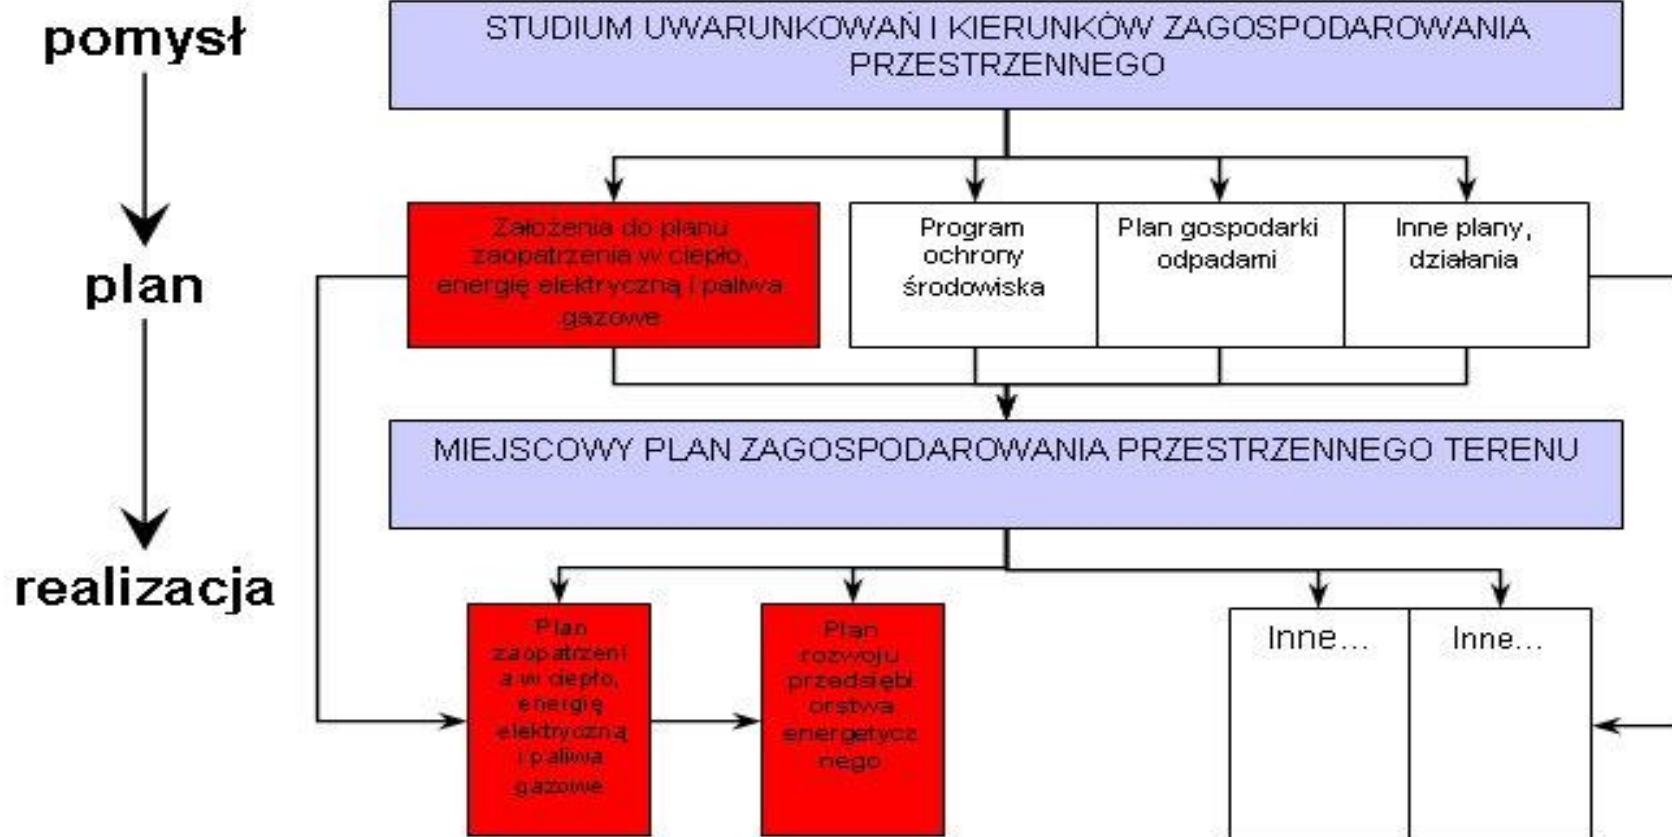 pomysł
STUDIUM UWARUNKOWAŃ I KIERUNKÓW ZAGOSPODAROWANIA
PRZESTRZENNEGO
plan
Założenia do planu
zaopatrzenia w ciepło,
energię elektryczną i paliwa
gazowe
Program
ochrony
środowiska
Plan gospodarki
odpadami
Inne plany,
działania
MIEJSCOWY PLAN ZAGOSPODAROWANIA PRZESTRZENNEGO TERENU
realizacja
Plan
zaopatrzeni
a w ciepło,
energię
elektryczną
i paliwa
gazowe
Plan
rozwoju
przedsiębi
orstwa
energetycz
nego
Inne...
Inne...